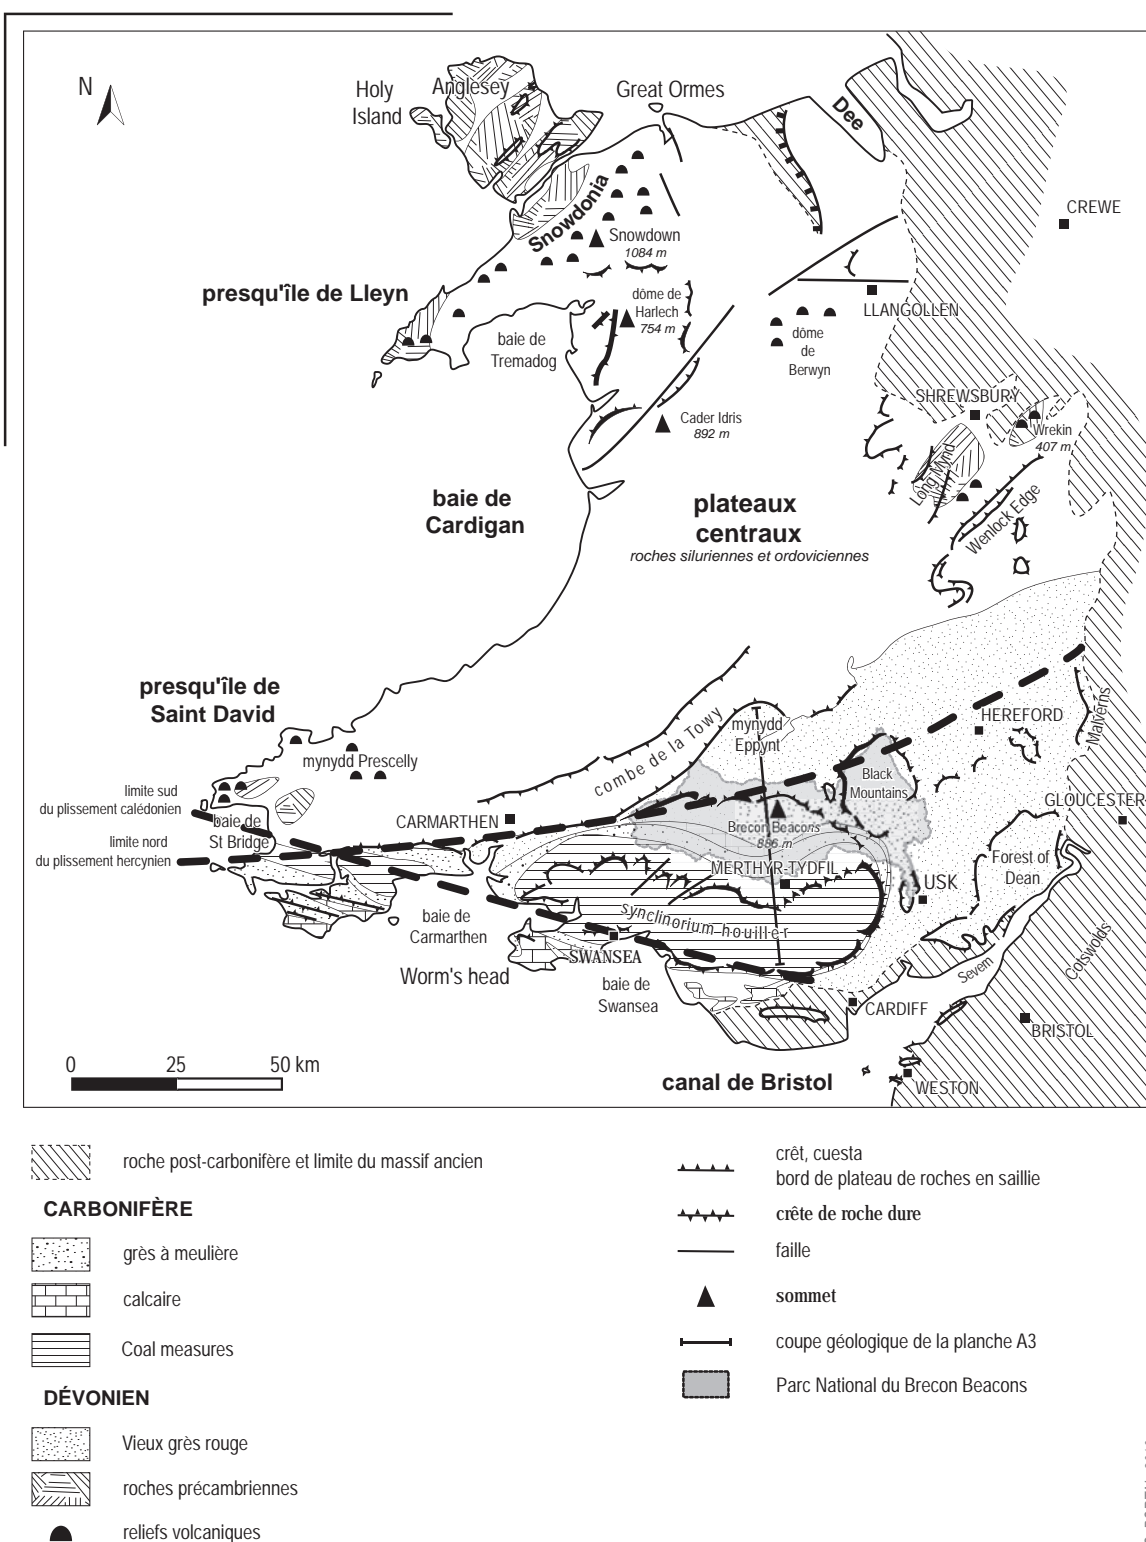 N
Holy
Island
Anglesey
Great Ormes
Dee
CREWE
Snowdonia
Snowdown
1084 m
presqu'île de Lleyn
dôme de
Harlech
754 m
LLANGOLLEN
baie de
Tremadog
dôme
de
Berwyn
SHREWSBURY
Cader Idris
892 m
Wrekin
407 m
Long Mynd
Wenlock Edge
baie de
Cardigan
plateaux
centraux
roches siluriennes et ordoviciennes
presqu'île de
Saint David
mynydd
Eppynt
HEREFORD
Malverns
combe de la Towy
mynydd Prescelly
Black
Mountains
limite sud
du plissement calédonien
GLOUCESTER
baie de
St Bridge
CARMARTHEN
Brecon Beacons
886 m
limite nord
du plissement hercynien
MERTHYR-TYDFIL
USK
Forest of
Dean
baie de
Carmarthen
synclinorium houiller
Worm's head
SWANSEA
baie de
Swansea
Severn
Cotswolds
CARDIFF
BRISTOL
0 25 50 km
canal de Bristol
WESTON
roche post-carbonifère et limite du massif ancien
CARBONIFÈRE
grès à meulière
calcaire
Coal measures
DÉVONIEN
Vieux grès rouge
roches précambriennes
reliefs volcaniques
crêt, cuesta
bord de plateau de roches en saillie
crête de roche dure
faille
sommet
coupe géologique de la planche A3
Parc National du Brecon Beacons